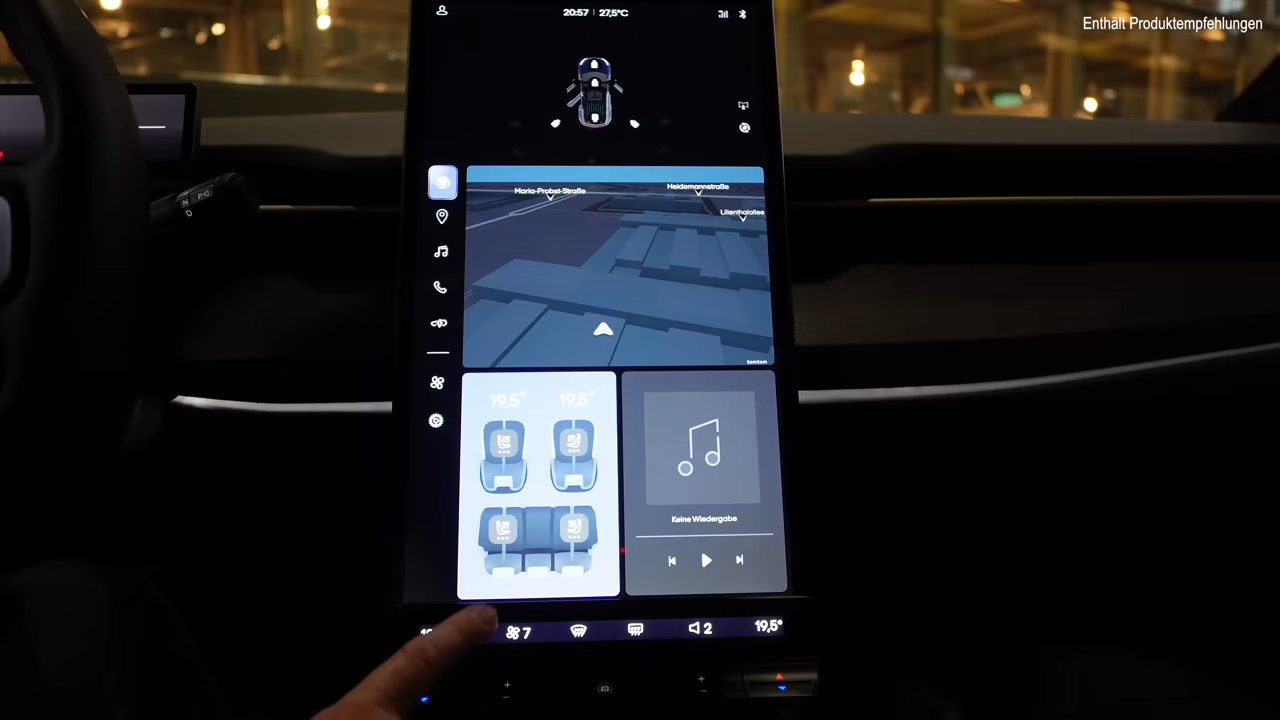 Enthält Produktempfehlungen
20:57 | 27,5°C
Maria-Probst-Straße
Heidemannstraße
Lilienthalallee
N
P
D
tomtom
19,5° 19,5°
Keine Wiedergabe
7
2
19,5°